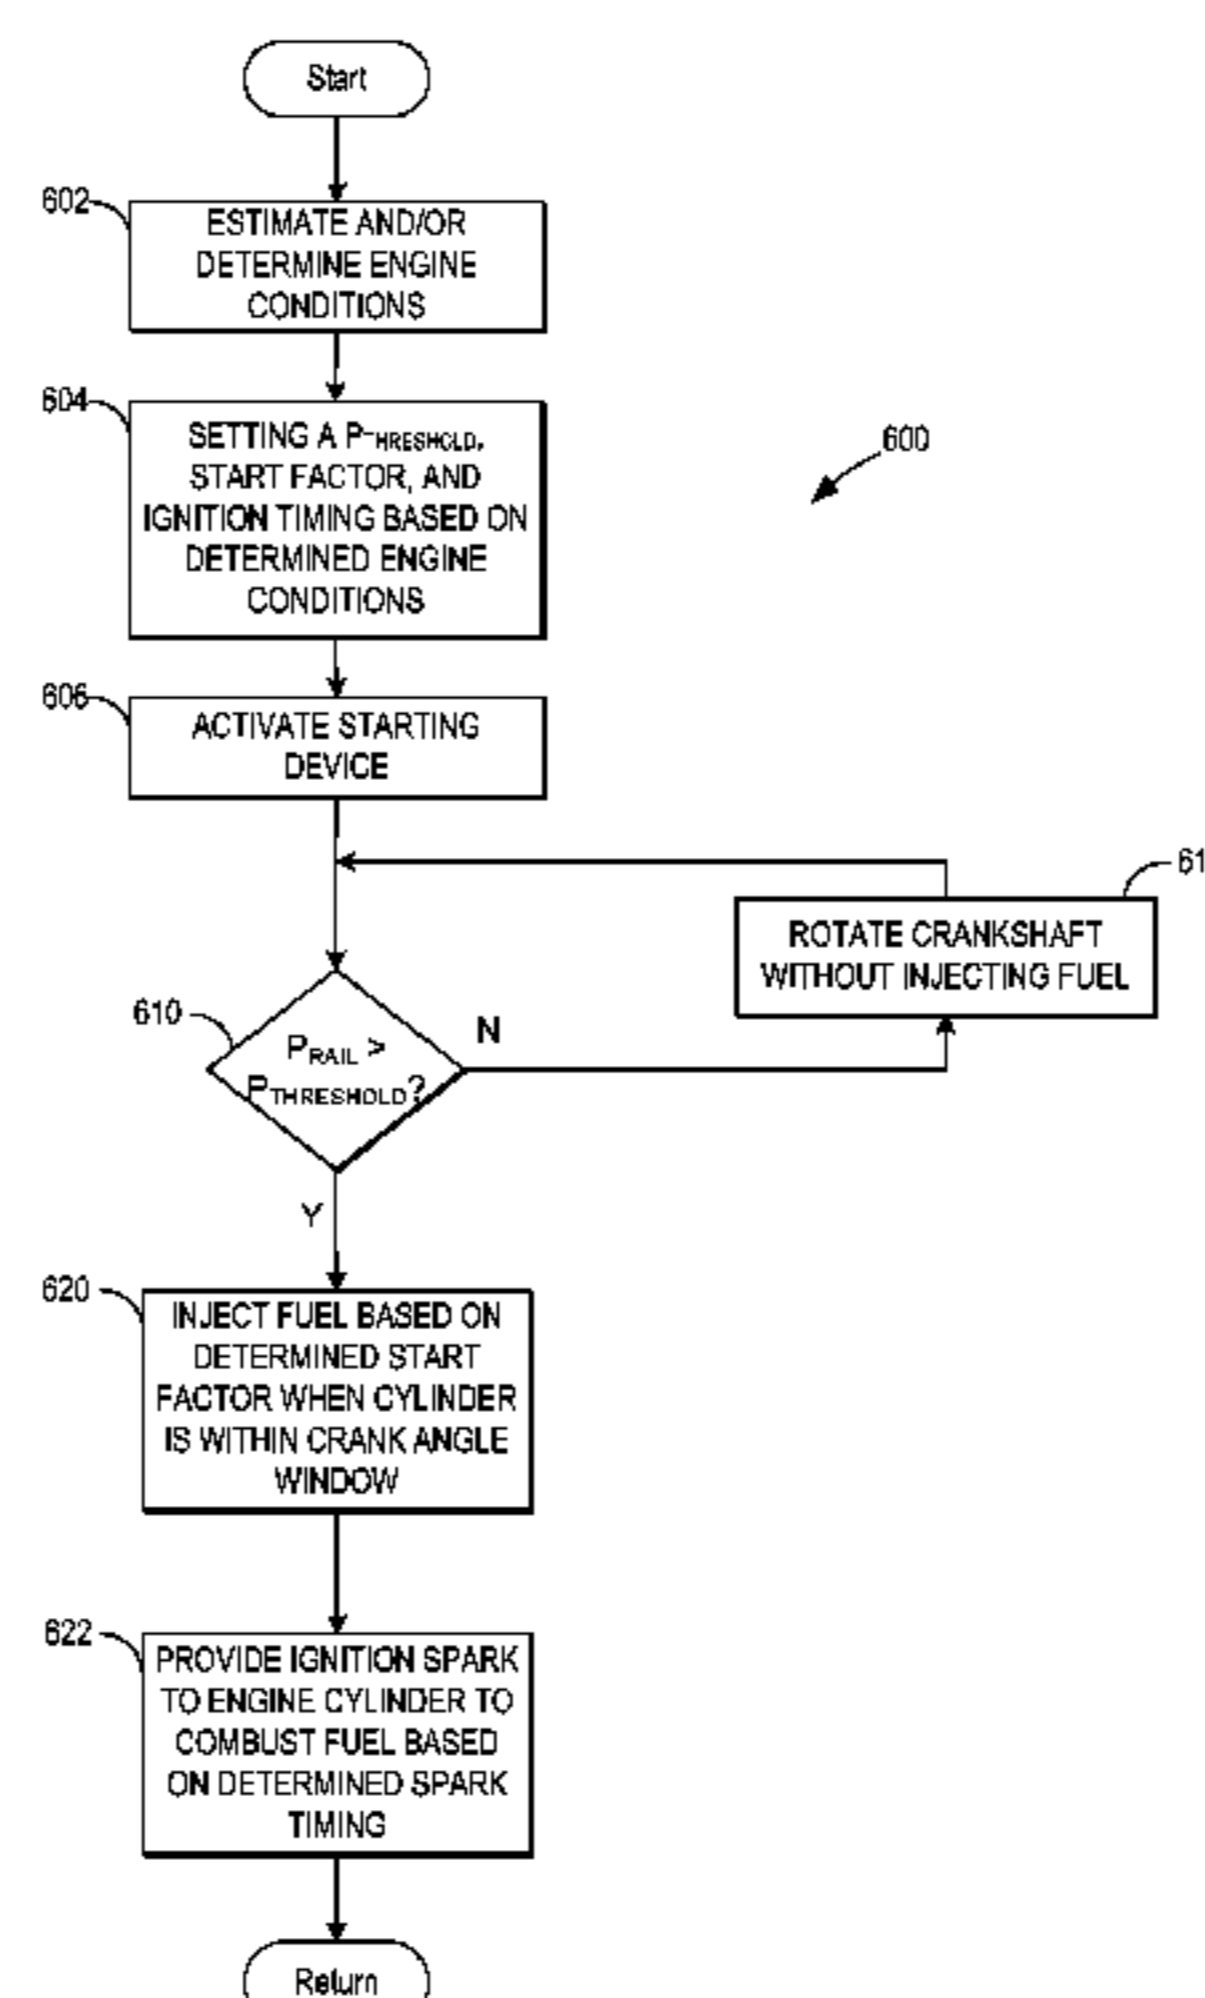 Start
602
ESTIMATE AND/OR
DETERMINE ENGINE
CONDITIONS
604
SETTING A PTHRESHOLD,
START FACTOR, AND
IGNITION TIMING BASED ON
DETERMINED ENGINE
CONDITIONS
600
606
ACTIVATE STARTING
DEVICE
61
ROTATE CRANKSHAFT
WITHOUT INJECTING FUEL
610
PRAIL >
PTHRESHOLD?
N
Y
620
INJECT FUEL BASED ON
DETERMINED START
FACTOR WHEN CYLINDER
IS WITHIN CRANK ANGLE
WINDOW
622
PROVIDE IGNITION SPARK
TO ENGINE CYLINDER TO
COMBUST FUEL BASED
ON DETERMINED SPARK
TIMING
Return